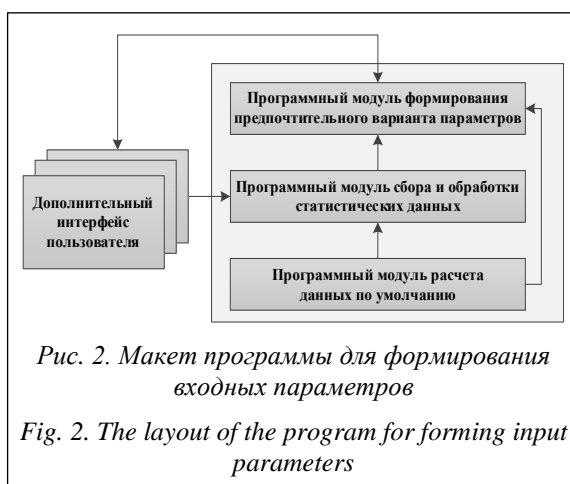 Программный модуль формирования
предпочтительного варианта параметров
Программный модуль сбора и обработки
статистических данных
Дополнительный
интерфейс
пользователя
Программный модуль расчета
данных по умолчанию
Рис. 2. Макет программы для формирования
входных параметров
Fig. 2. The layout of the program for forming input
parameters